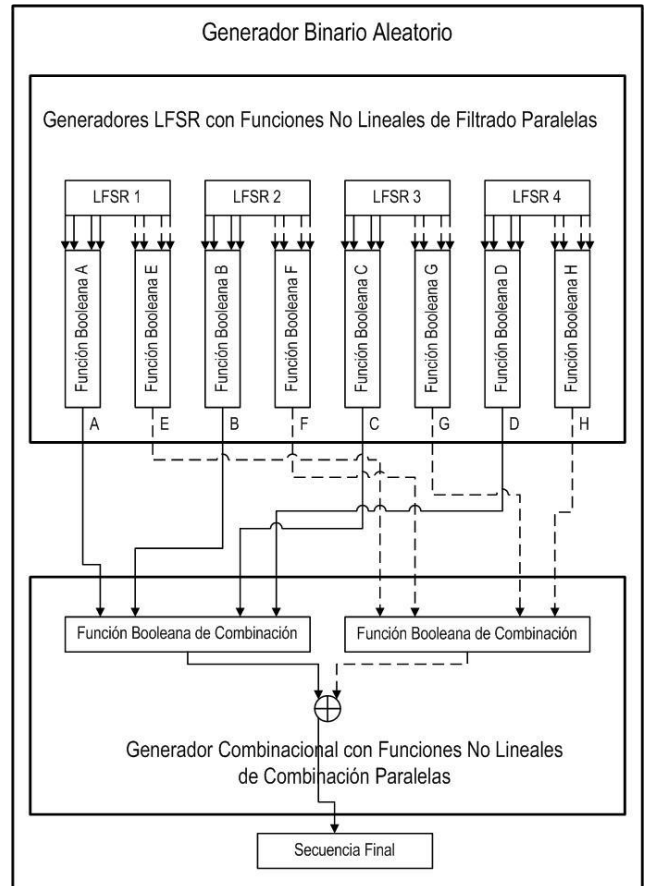 Generador Binario Aleatorio
Generadores LFSR con Funciones No Lineales de Filtrado Paralelas
LFSR 1
LFSR 2
LFSR 3
LFSR 4
Función Booleana A
Función Booleana E
Función Booleana B
Función Booleana F
Función Booleana C
Función Booleana G
Función Booleana D
Función Booleana H
A
E
B
F
C
G
D
H
Función Booleana de Combinación
Función Booleana de Combinación
Generador Combinacional con Funciones No Lineales
de Combinación Paralelas
Secuencia Final